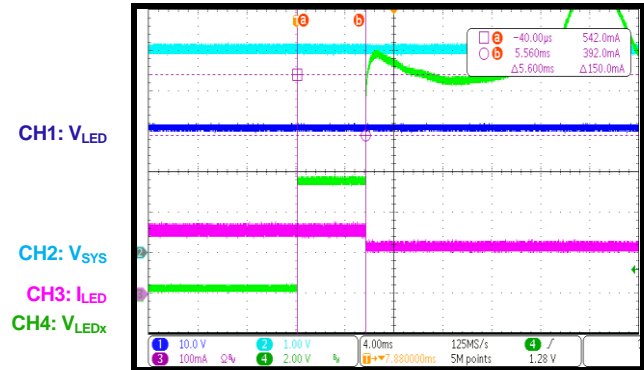 a b
a -40.00µs 542.0mA
b 5.560ms 392.0mA
Δ5.600ms Δ150.0mA
CH1: VLED
CH2: VSYS
2
CH3: ILED
3
CH4: VLEDx
1 10.0 V 2 1.00 V 4.00ms 125MS/s 4
3 100mA Ω 4 2.00 V T→▼7.880000ms 5M points 1.28 V